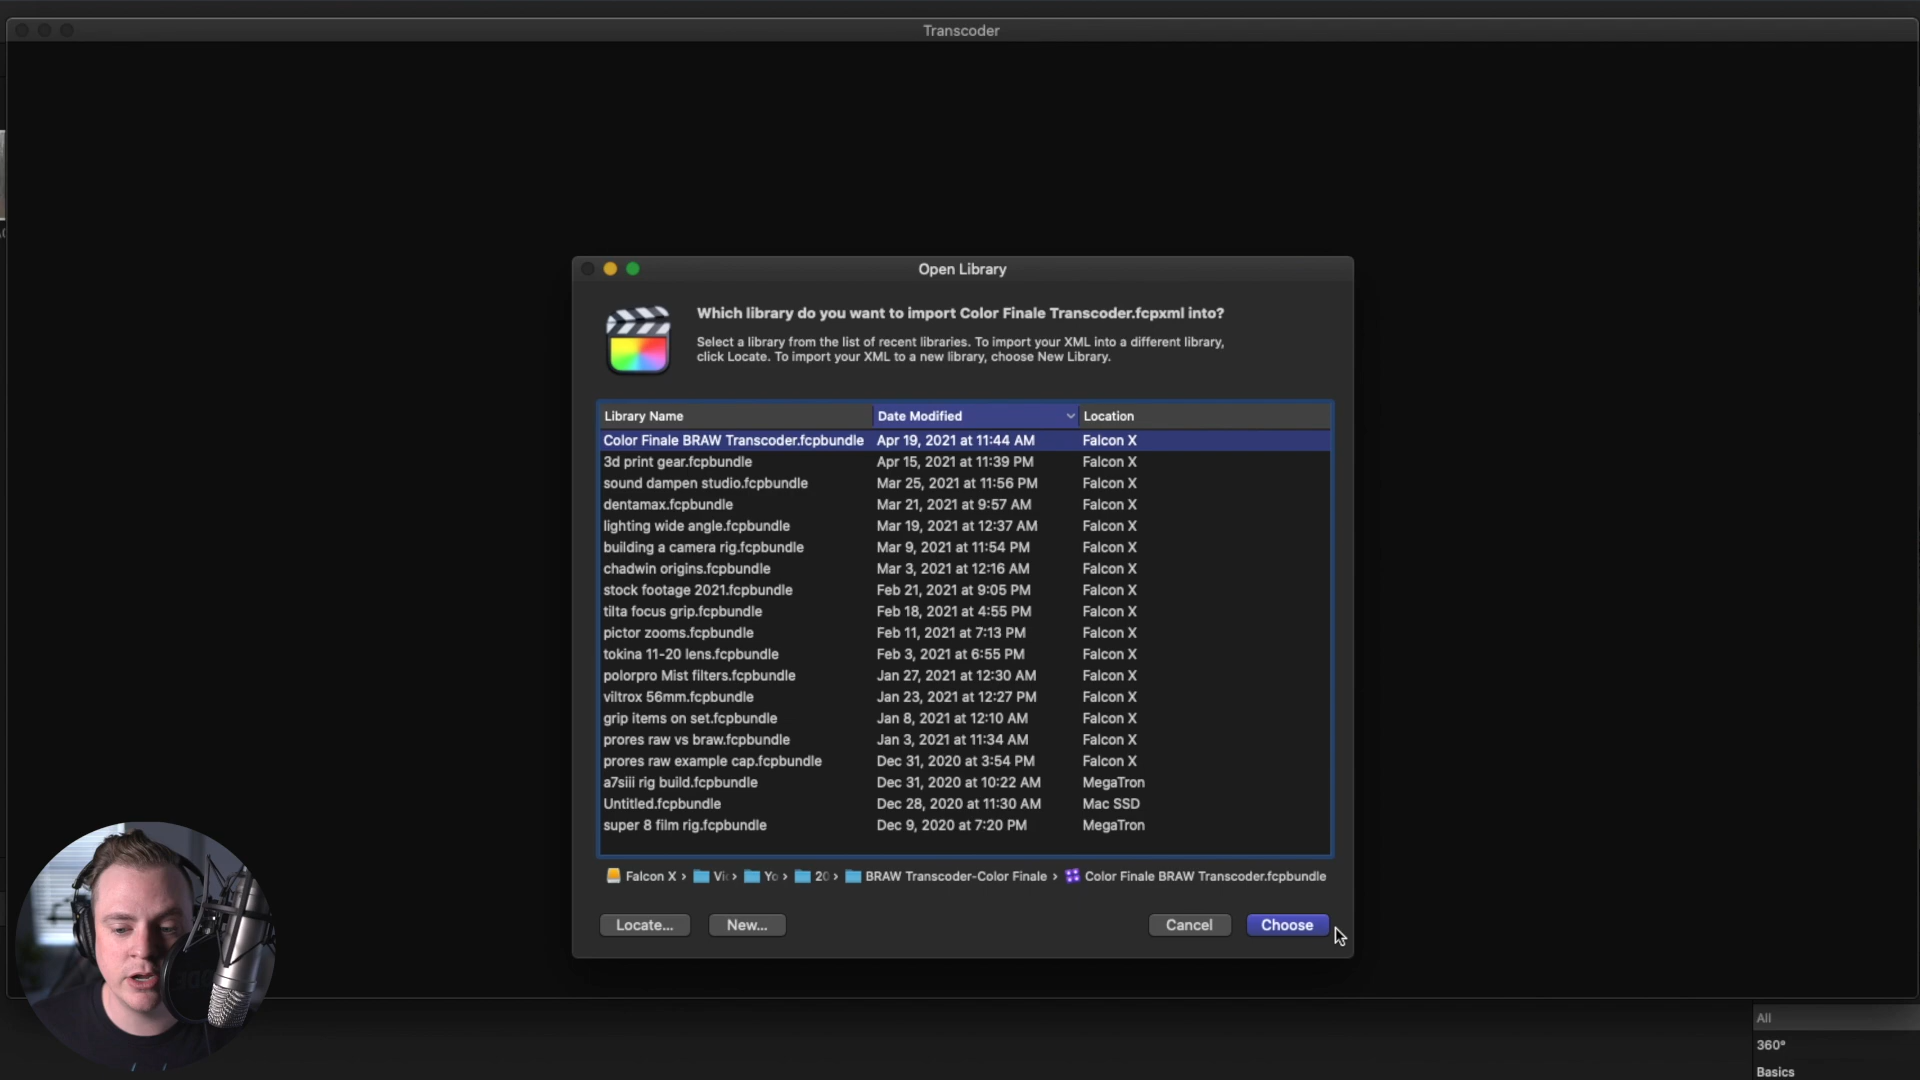 Transcoder
Open Library
Which library do you want to import Color Finale Transcoder.fcpxml into?
Select a library from the list of recent libraries. To import your XML into a different library,
click Locate. To import your XML to a new library, choose New Library.
Library Name Date Modified Location
Color Finale BRAW Transcoder.fcpbundle Apr 19, 2021 at 11:44 AM Falcon X
3d print gear.fcpbundle Apr 15, 2021 at 11:39 PM Falcon X
sound dampen studio.fcpbundle Mar 25, 2021 at 11:56 PM Falcon X
dentamax.fcpbundle Mar 21, 2021 at 9:57 AM Falcon X
lighting wide angle.fcpbundle Mar 19, 2021 at 12:37 AM Falcon X
building a camera rig.fcpbundle Mar 9, 2021 at 11:54 PM Falcon X
chadwin origins.fcpbundle Mar 3, 2021 at 12:16 AM Falcon X
stock footage 2021.fcpbundle Feb 21, 2021 at 9:05 PM Falcon X
tilta focus grip.fcpbundle Feb 18, 2021 at 4:55 PM Falcon X
pictor zooms.fcpbundle Feb 11, 2021 at 7:13 PM Falcon X
tokina 11-20 lens.fcpbundle Feb 3, 2021 at 6:55 PM Falcon X
polorpro Mist filters.fcpbundle Jan 27, 2021 at 12:30 AM Falcon X
viltrox 56mm.fcpbundle Jan 23, 2021 at 12:27 PM Falcon X
grip items on set.fcpbundle Jan 8, 2021 at 12:10 AM Falcon X
prores raw vs braw.fcpbundle Jan 3, 2021 at 11:34 AM Falcon X
prores raw example cap.fcpbundle Dec 31, 2020 at 3:54 PM Falcon X
a7siii rig build.fcpbundle Dec 31, 2020 at 10:22 AM MegaTron
Untitled.fcpbundle Dec 28, 2020 at 11:30 AM Mac SSD
super 8 film rig.fcpbundle Dec 9, 2020 at 7:20 PM MegaTron
Falcon X › Vi › Yo › 20 › BRAW Transcoder-Color Finale › Color Finale BRAW Transcoder.fcpbundle
Locate... New... Cancel Choose
All
360°
Basics